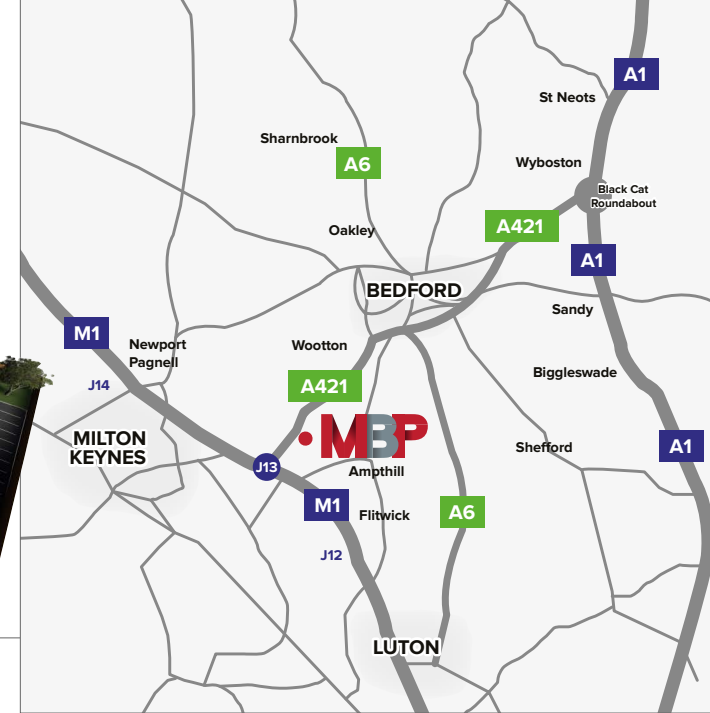 A1
St Neots
Sharnbrook
A6
Wyboston
Black Cat
Roundabout
A421
Oakley
A1
BEDFORD
Sandy
M1
Newport
Pagnell
Wootton
Biggleswade
J14
A421
MILTON
KEYNES
MBP
Shefford
A1
J13
Ampthill
M1
Flitwick
A6
J12
LUTON